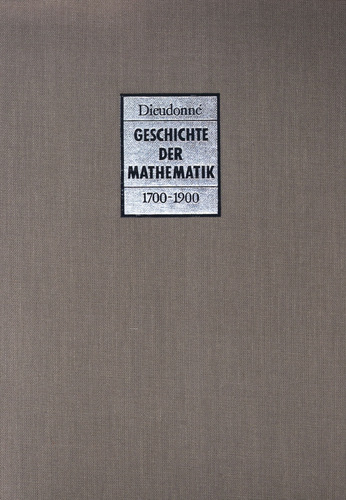 Dieudonné
GESCHICHTE
DER
MATHEMATIK
1700-1900